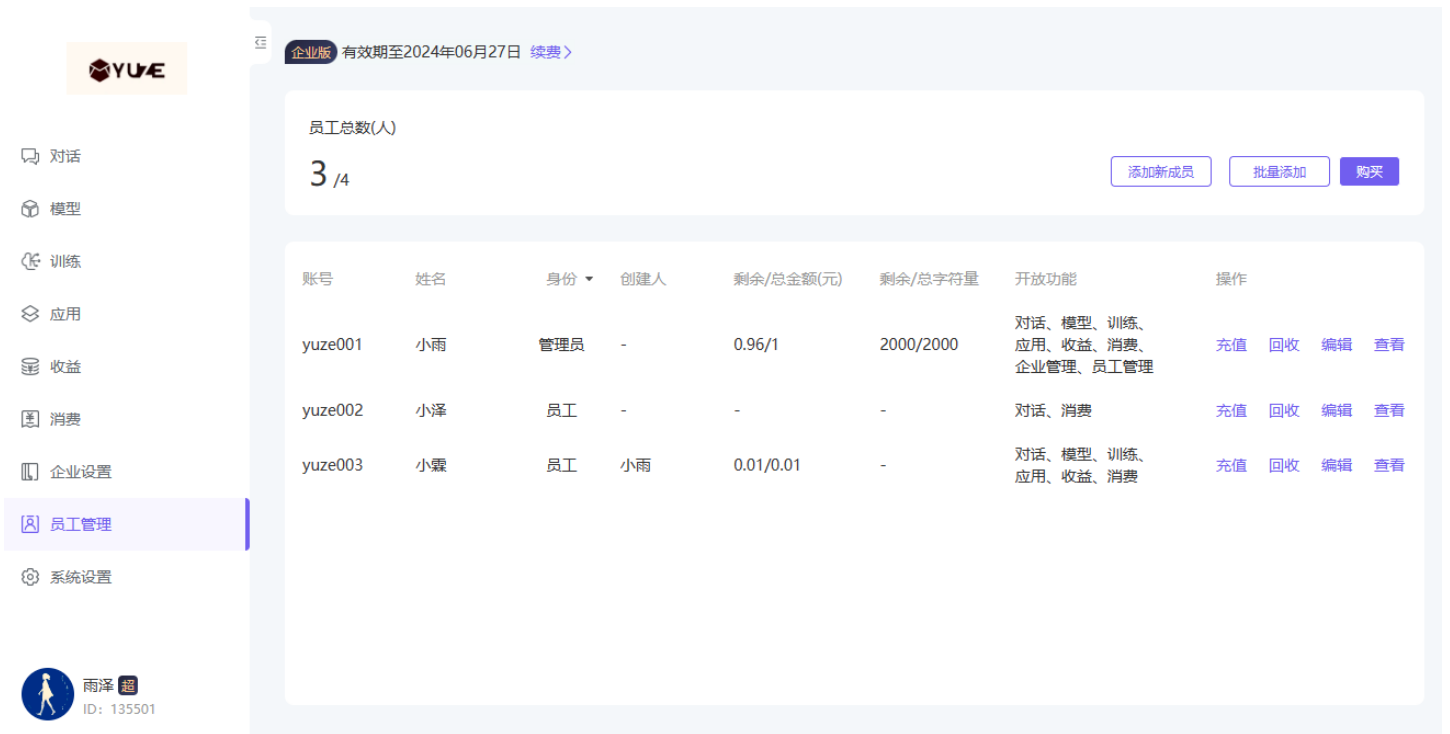 YUZE
对话
模型
训练
应用
收益
消费
企业设置
员工管理
系统设置
雨泽 超
ID：135501
企业版 有效期至2024年06月27日 续费
员工总数(人)
3 /4
添加新成员 批量添加 购买
账号 姓名 身份 创建人 剩余/总金额(元) 剩余/总字符量 开放功能 操作
对话、模型、训练、
yuze001 小雨 管理员 - 0.96/1 2000/2000 应用、收益、消费、 充值 回收 编辑 查看
企业管理、员工管理
yuze002 小泽 员工 - - - 对话、消费 充值 回收 编辑 查看
对话、模型、训练、
yuze003 小霖 员工 小雨 0.01/0.01 - 充值 回收 编辑 查看
应用、收益、消费